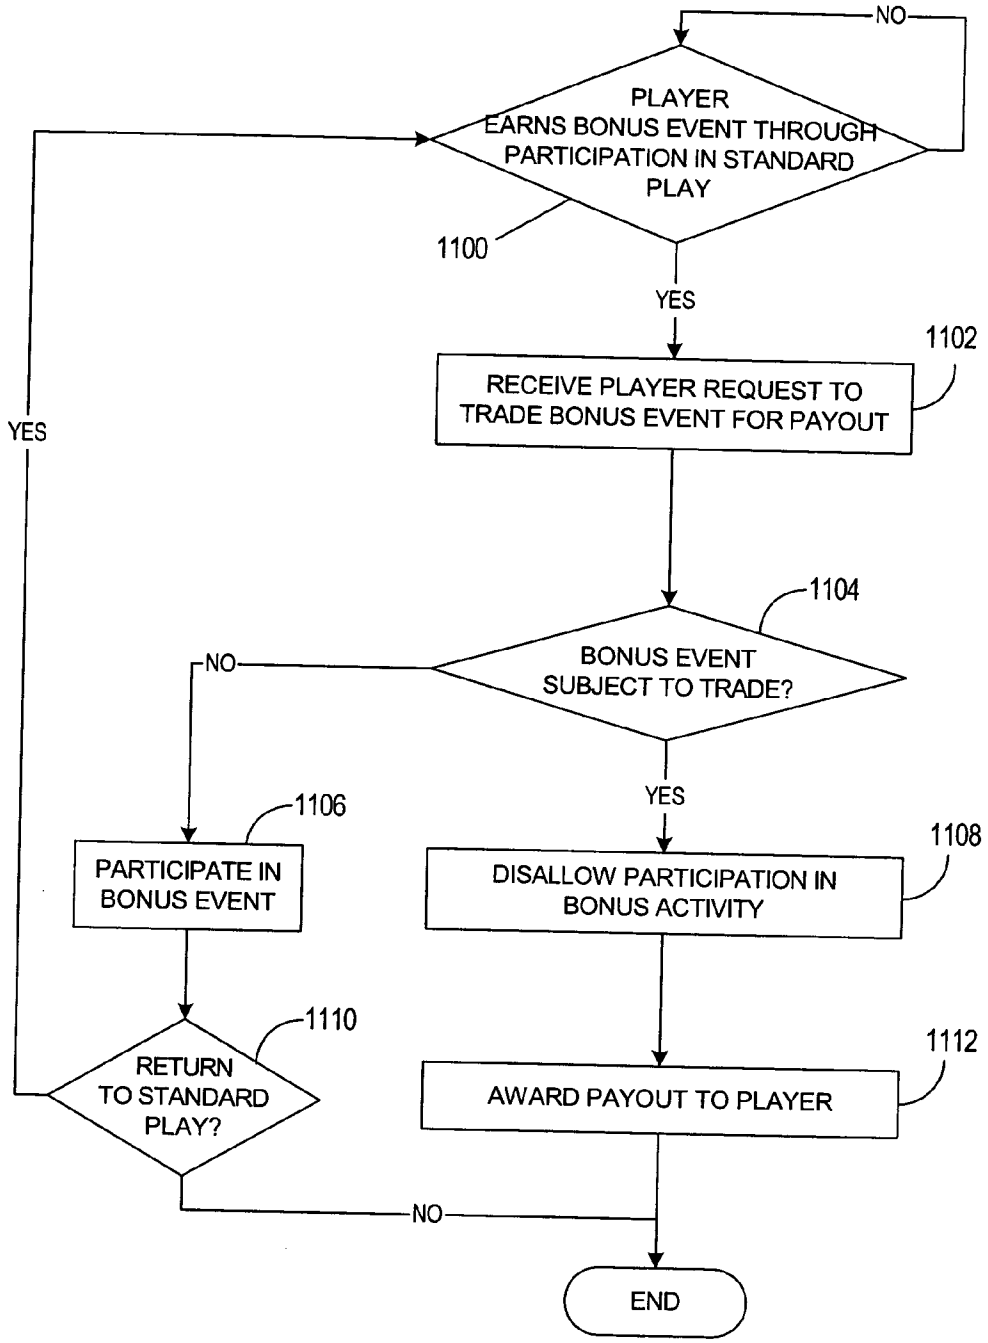 NO
PLAYER
EARNS BONUS EVENT THROUGH
PARTICIPATION IN STANDARD
PLAY
1100
YES
1102
RECEIVE PLAYER REQUEST TO
TRADE BONUS EVENT FOR PAYOUT
YES
1104
BONUS EVENT
SUBJECT TO TRADE?
NO
YES
1106
PARTICIPATE IN
BONUS EVENT
1108
DISALLOW PARTICIPATION IN
BONUS ACTIVITY
1110
RETURN
TO STANDARD
PLAY?
1112
AWARD PAYOUT TO PLAYER
NO
END